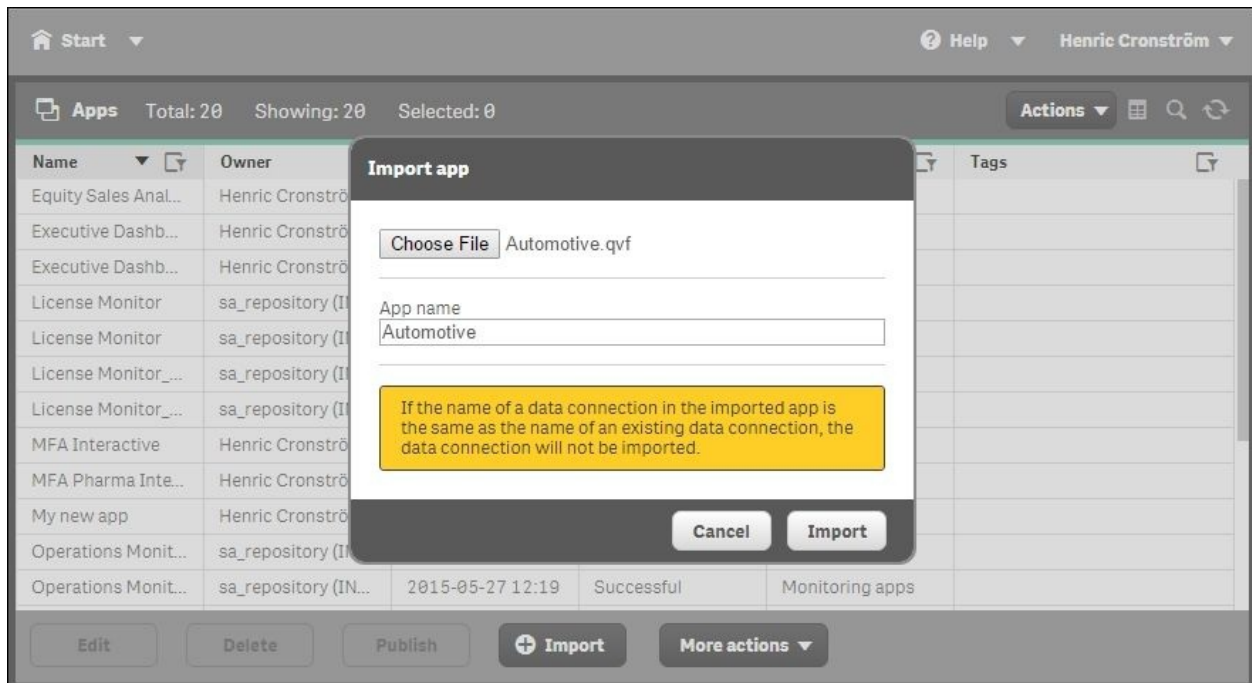 Start
Help
Henric Cronström
Apps Total: 20 Showing: 20 Selected: 0
Actions
Name Owner Tags
Import app
Equity Sales Anal... Henric Cronströ
Executive Dashb... Henric Cronströ
Choose File Automotive.qvf
Executive Dashb... Henric Cronströ
License Monitor sa_repository (I
App name
License Monitor sa_repository (I
Automotive
License Monitor_... sa_repository (I
License Monitor_... sa_repository (I
If the name of a data connection in the imported app is
the same as the name of an existing data connection, the
data connection will not be imported.
MFA Interactive Henric Cronströ
MFA Pharma Inte... Henric Cronströ
My new app Henric Cronströ
Cancel Import
Operations Monit... sa_repository (I
Operations Monit... sa_repository (IN... 2015-05-27 12:19 Successful Monitoring apps
Edit Delete Publish Import More actions